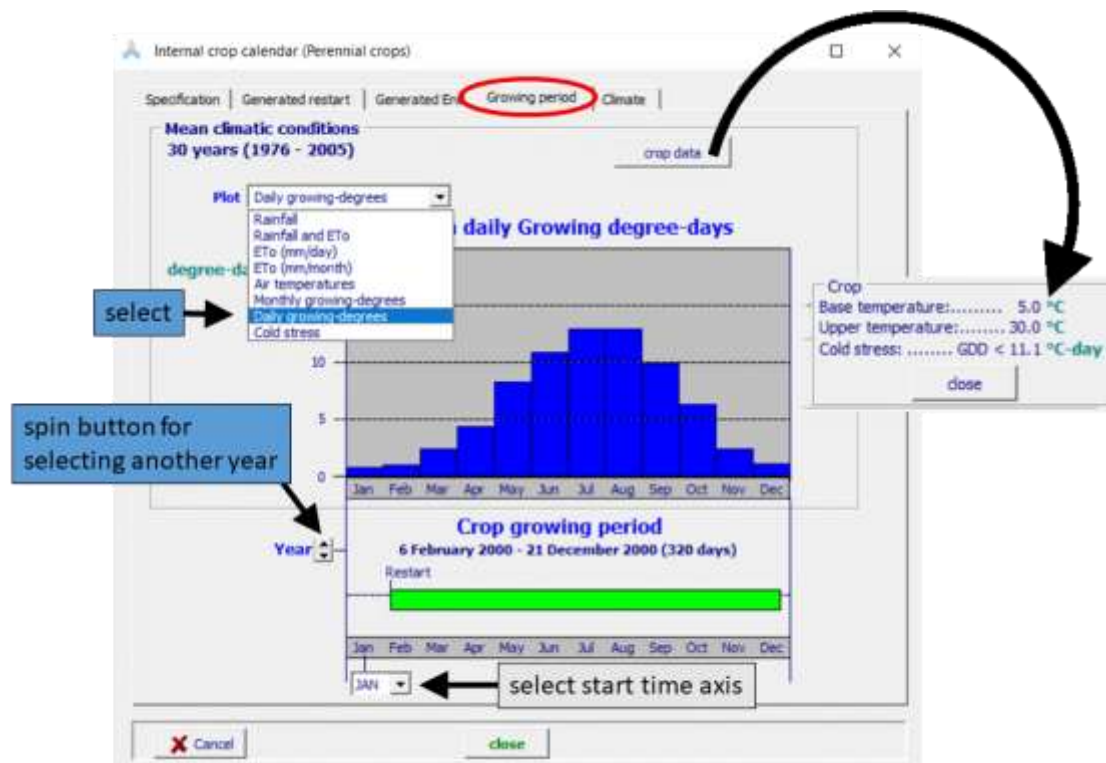 Internal crop calendar (Perennial crops)
Specification
Generated restart
Generated En
Growing period
Climate
Mean climatic conditions
30 years (1976 - 2005)
crop data
Plot
Daily growing-degrees
Rainfall
Rainfall and ETo
ETo (mm/day)
ETo (mm/month)
Air temperatures
Monthly growing-degrees
Daily growing-degrees
Cold stress
daily Growing degree-days
degree-da
select
10
5
0
Jan Feb Mar Apr May Jun Jul Aug Sep Oct Nov Dec
Crop
Base temperature:......... 5.0 °C
Upper temperature:........ 30.0 °C
Cold stress: ........ GDD < 11.1 °C-day
close
spin button for
selecting another year
Year
Crop growing period
6 February 2000 - 21 December 2000 (320 days)
Restart
Jan Feb Mar Apr May Jun Jul Aug Sep Oct Nov Dec
JAN
select start time axis
Cancel
close